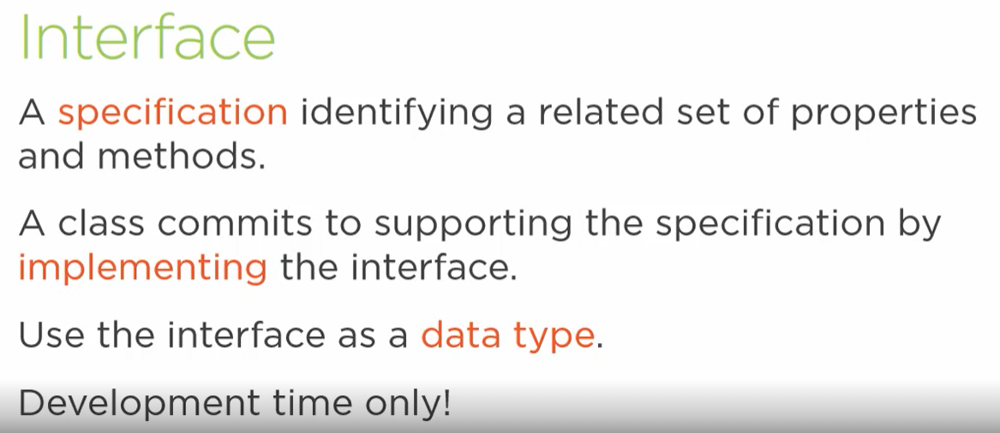 Interface
A specification identifying a related set of properties
and methods.
A class commits to supporting the specification by
implementing the interface.
Use the interface as a data type.
Development time only!